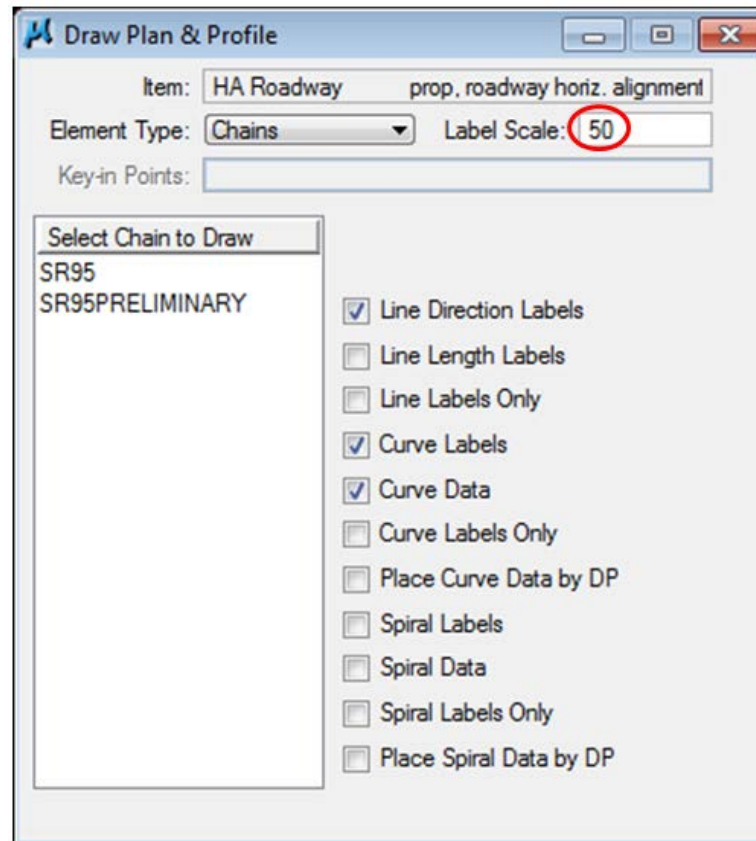 Draw Plan & Profile
Item: HA Roadway prop, roadway horiz. alignment
Element Type: Chains Label Scale: 50
Key-in Points:
Select Chain to Draw
SR95
SR95PRELIMINARY
Line Direction Labels
Line Length Labels
Line Labels Only
Curve Labels
Curve Data
Curve Labels Only
Place Curve Data by DP
Spiral Labels
Spiral Data
Spiral Labels Only
Place Spiral Data by DP